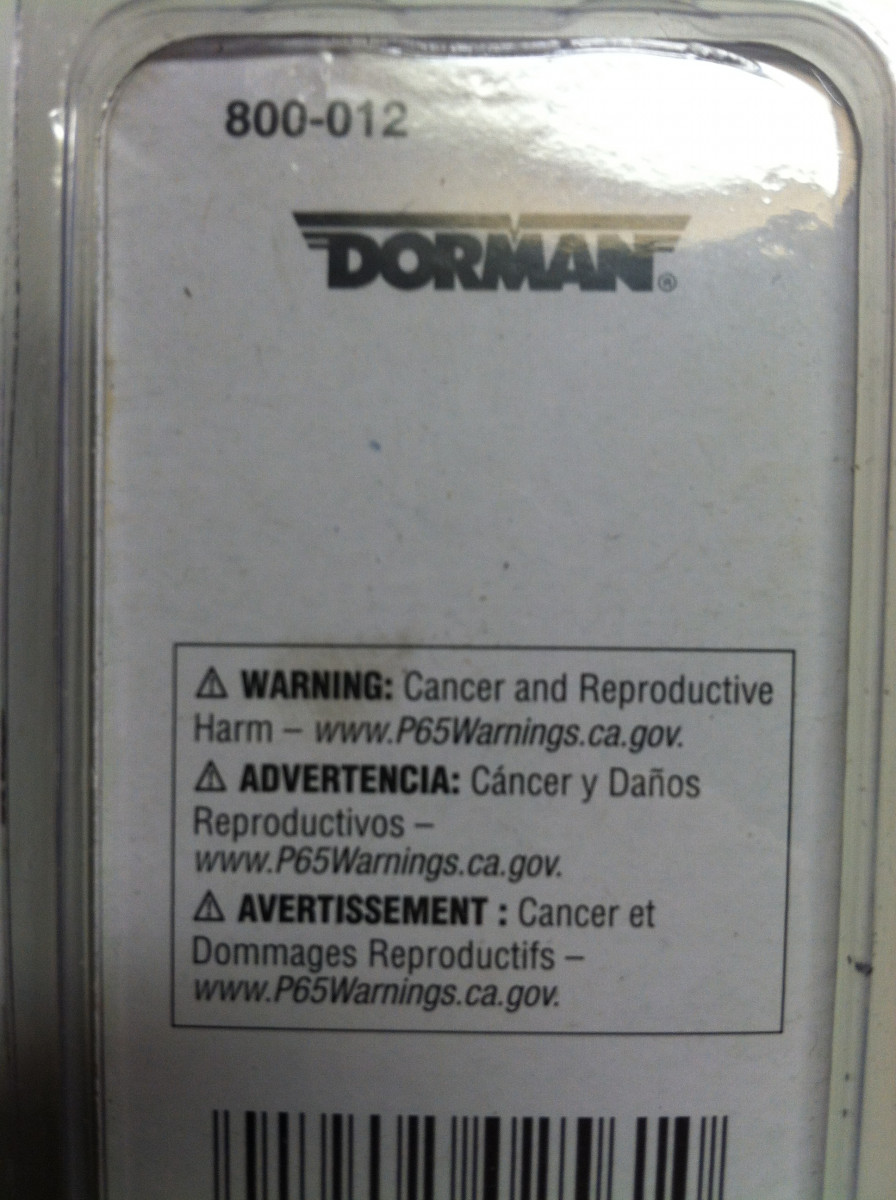 800-012
DORMAN®
⚠ WARNING: Cancer and Reproductive
Harm – www.P65Warnings.ca.gov.
⚠ ADVERTENCIA: Cáncer y Daños
Reproductivos –
www.P65Warnings.ca.gov.
⚠ AVERTISSEMENT : Cancer et
Dommages Reproductifs –
www.P65Warnings.ca.gov.